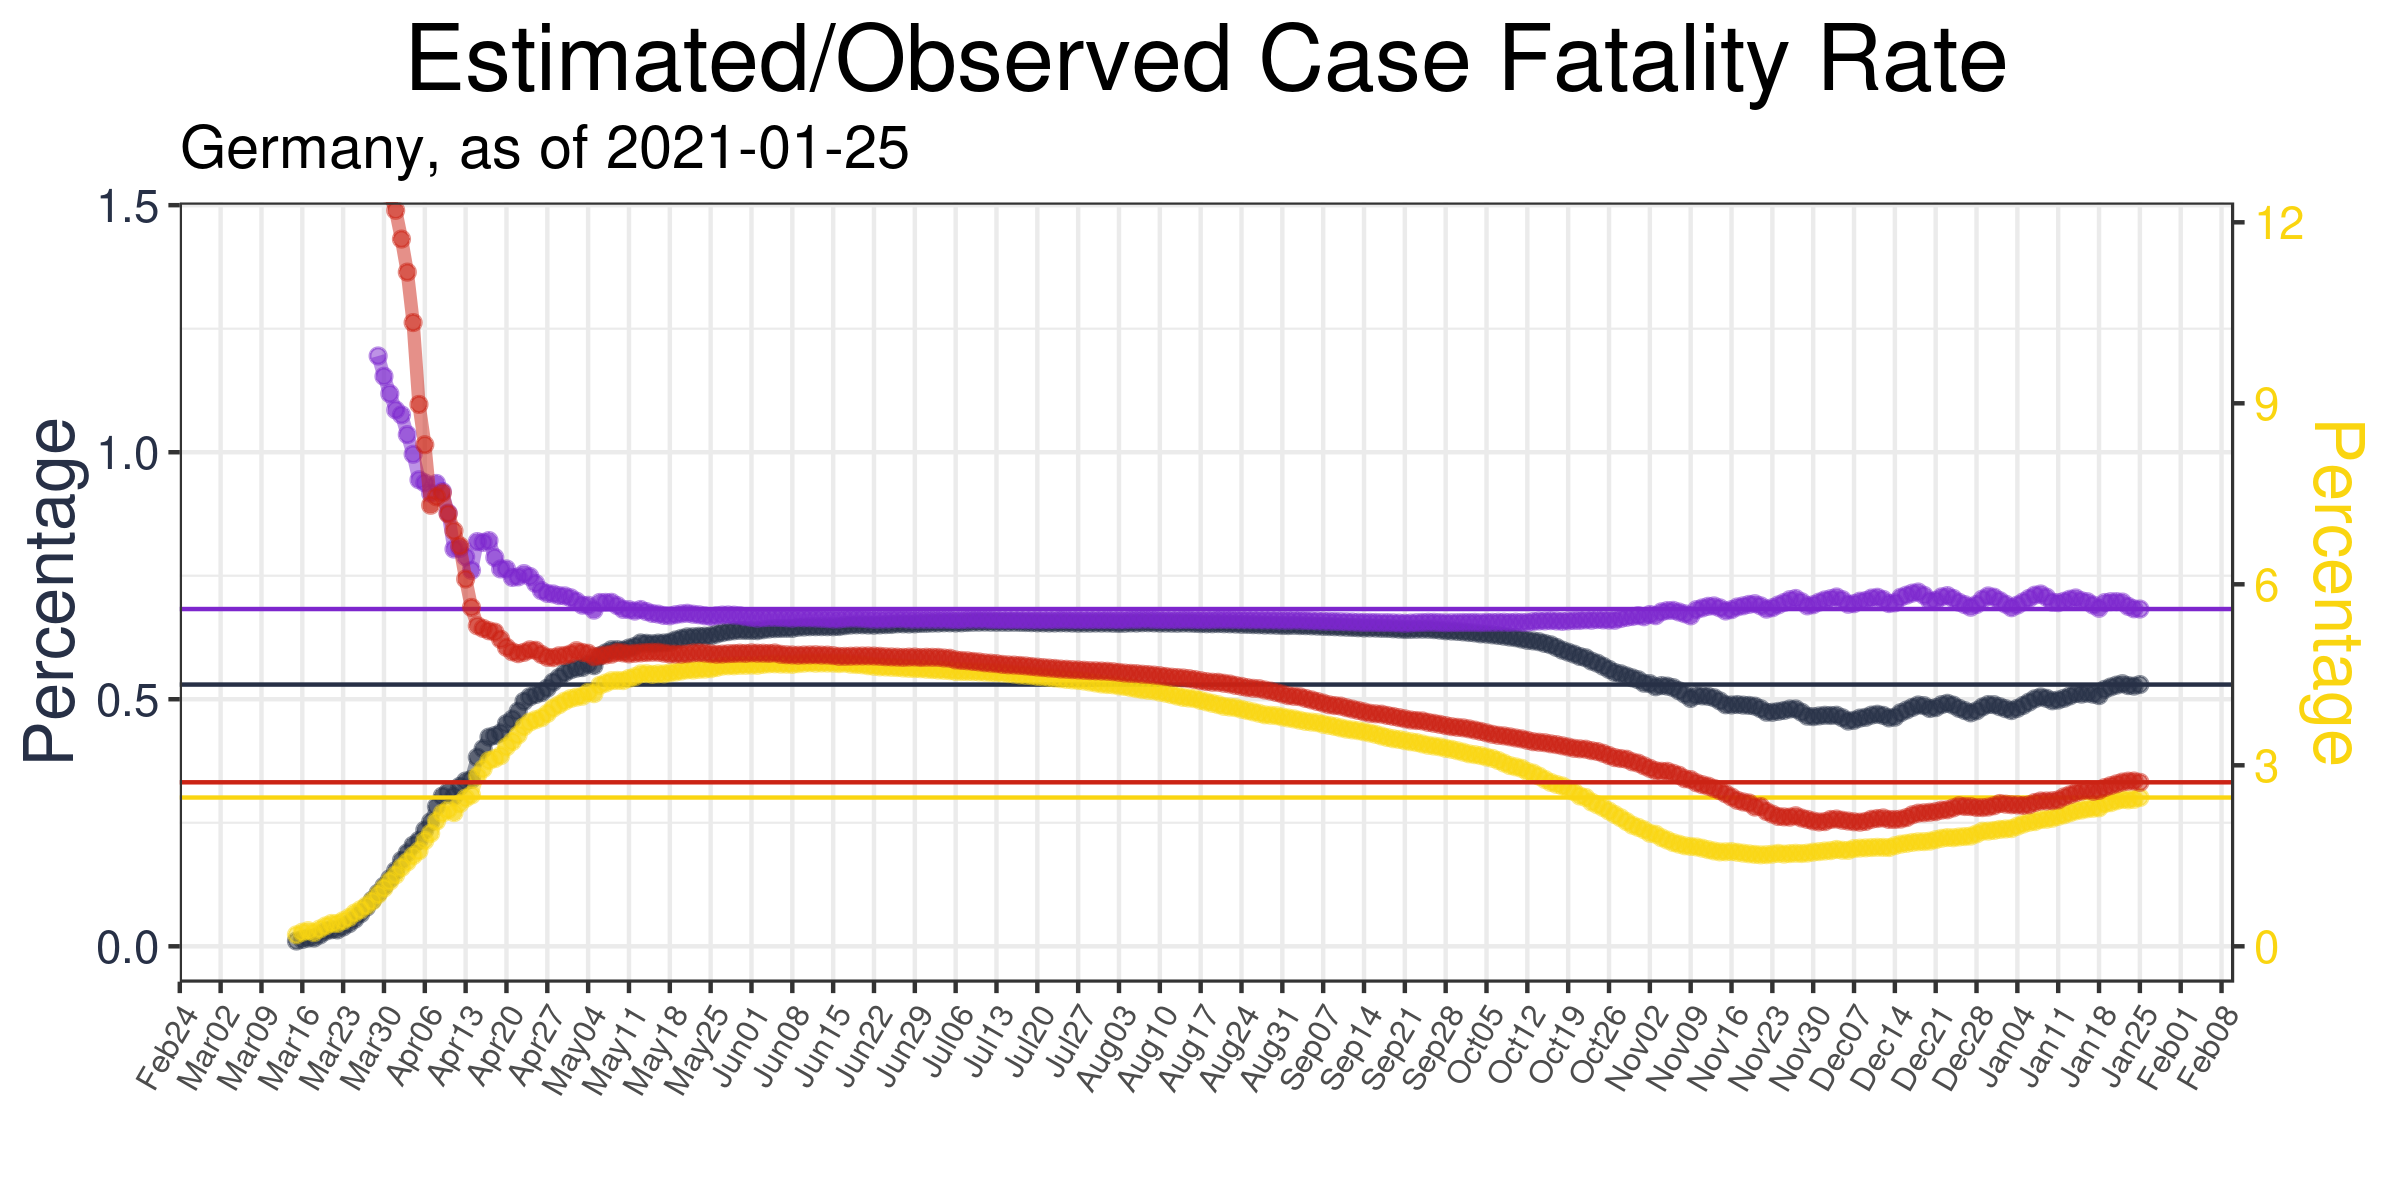 Estimated/Observed Case Fatality Rate
Germany, as of 2021-01-25
Percentage
1.5
1.0
0.5
0.0
12
9
6
3
0
Percentage
Feb24
Mar02
Mar09
Mar16
Mar23
Mar30
Apr06
Apr13
Apr20
Apr27
May04
May11
May18
May25
Jun01
Jun08
Jun15
Jun22
Jun29
Jul06
Jul13
Jul20
Jul27
Aug03
Aug10
Aug17
Aug24
Aug31
Sep07
Sep14
Sep21
Sep28
Oct05
Oct12
Oct19
Oct26
Nov02
Nov09
Nov16
Nov23
Nov30
Dec07
Dec14
Dec21
Dec28
Jan04
Jan11
Jan18
Jan25
Feb01
Feb08